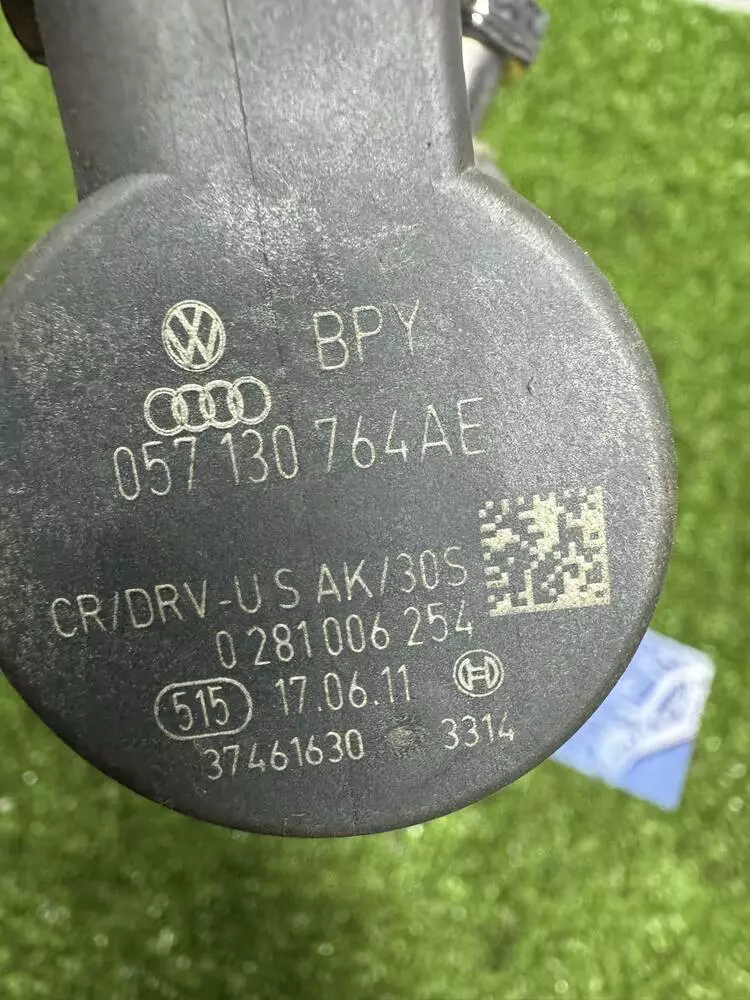 BPY
057 130 764AE
CR/DRV-U S AK/30S
0 281 006 254
515 17.06.11
37461630 3314